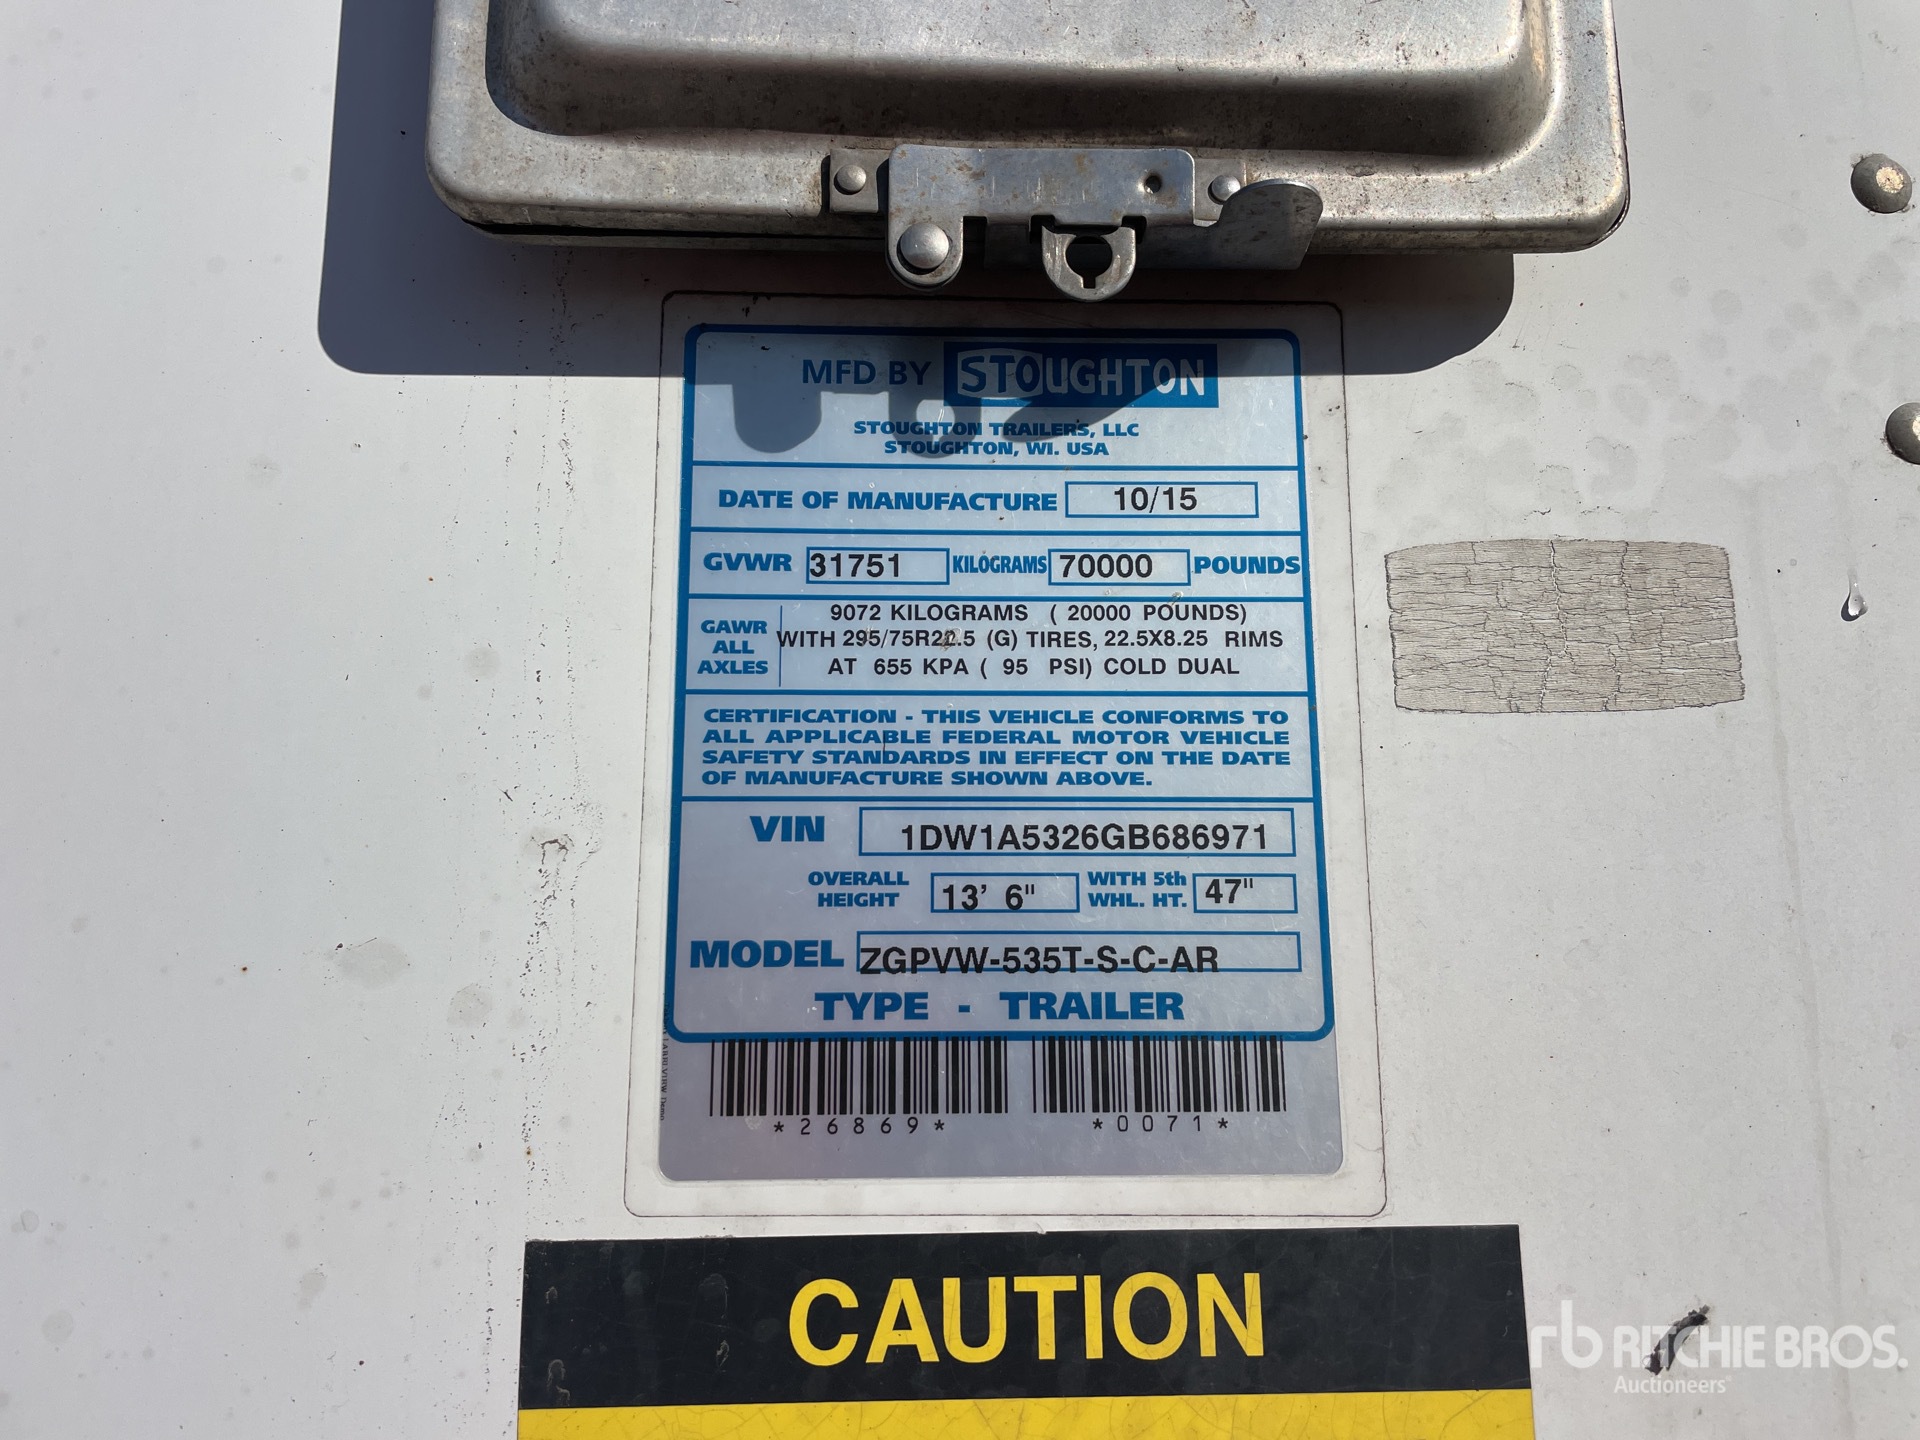 MFD BY STOUGHTON
STOUGHTON TRAILERS, LLC
STOUGHTON, WI. USA
DATE OF MANUFACTURE 10/15
GVWR 31751 KILOGRAMS 70000 POUNDS
GAWR ALL AXLES
9072 KILOGRAMS ( 20000 POUNDS)
WITH 295/75R22.5 (G) TIRES, 22.5X8.25 RIMS
AT 655 KPA ( 95 PSI) COLD DUAL
CERTIFICATION - THIS VEHICLE CONFORMS TO
ALL APPLICABLE FEDERAL MOTOR VEHICLE
SAFETY STANDARDS IN EFFECT ON THE DATE
OF MANUFACTURE SHOWN ABOVE.
VIN 1DW1A5326GB686971
OVERALL HEIGHT 13' 6" WITH 5th WHL. HT. 47"
MODEL ZGPVW-535T-S-C-AR
TYPE - TRAILER
*26869* *0071*
CAUTION
rb RITCHIE BROS.
Auctioneers